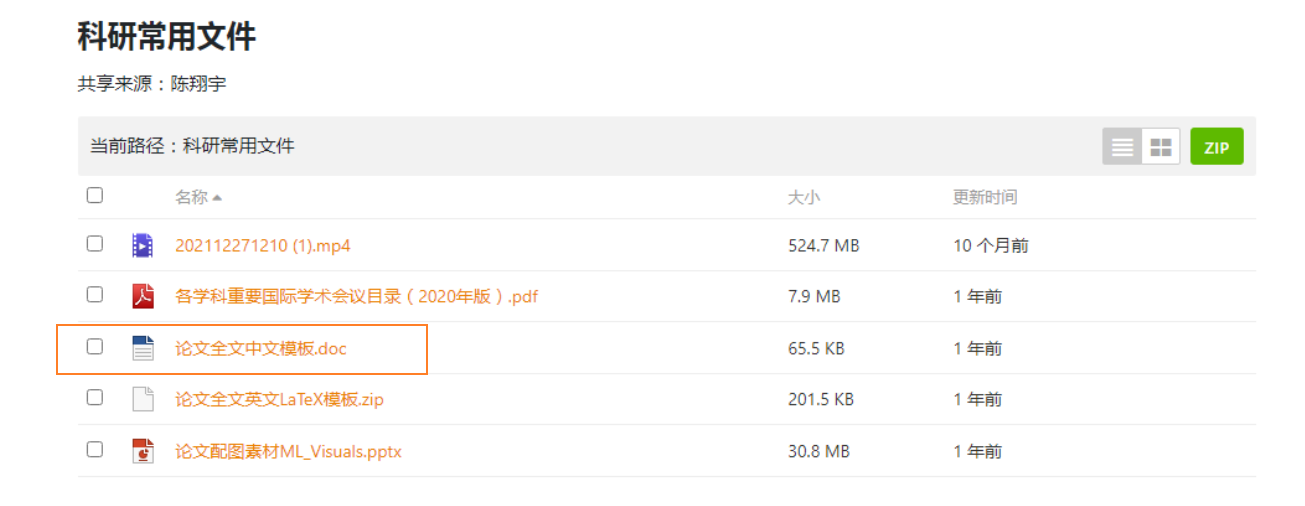 科研常用文件
共享来源：陈翔宇
当前路径：科研常用文件 ZIP
名称 大小 更新时间
202112271210 (1).mp4 524.7 MB 10 个月前
各学科重要国际学术会议目录（2020年版）.pdf 7.9 MB 1 年前
论文全文中文模板.doc 65.5 KB 1 年前
论文全文英文LaTeX模板.zip 201.5 KB 1 年前
论文配图素材ML_Visuals.pptx 30.8 MB 1 年前